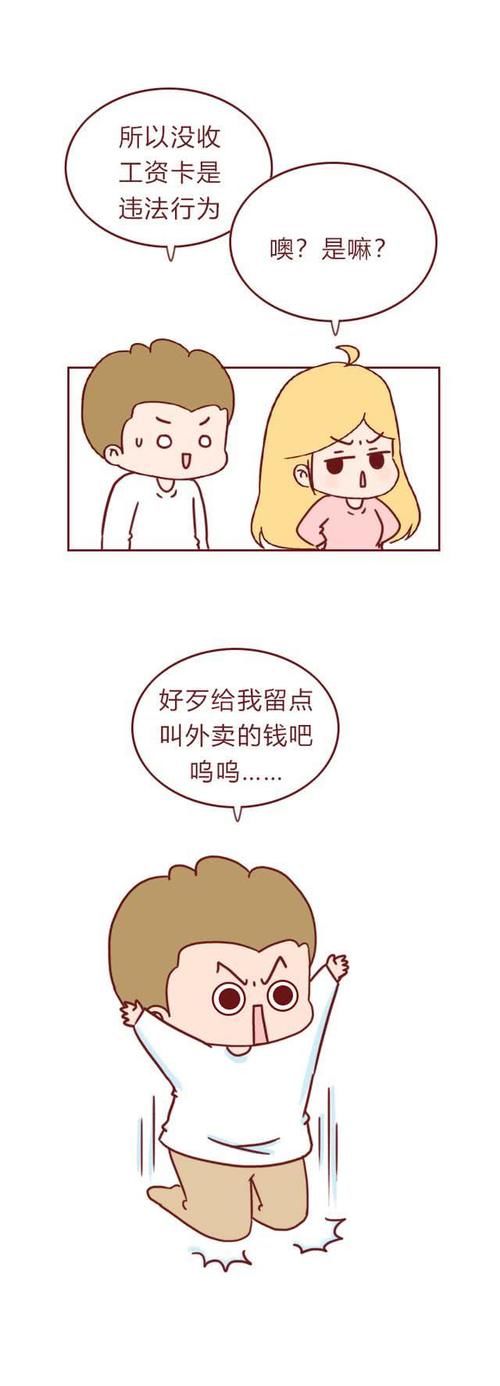 所以没收
工资卡是
违法行为
噢？是嘛？
好歹给我留点
叫外卖的钱吧
呜呜……